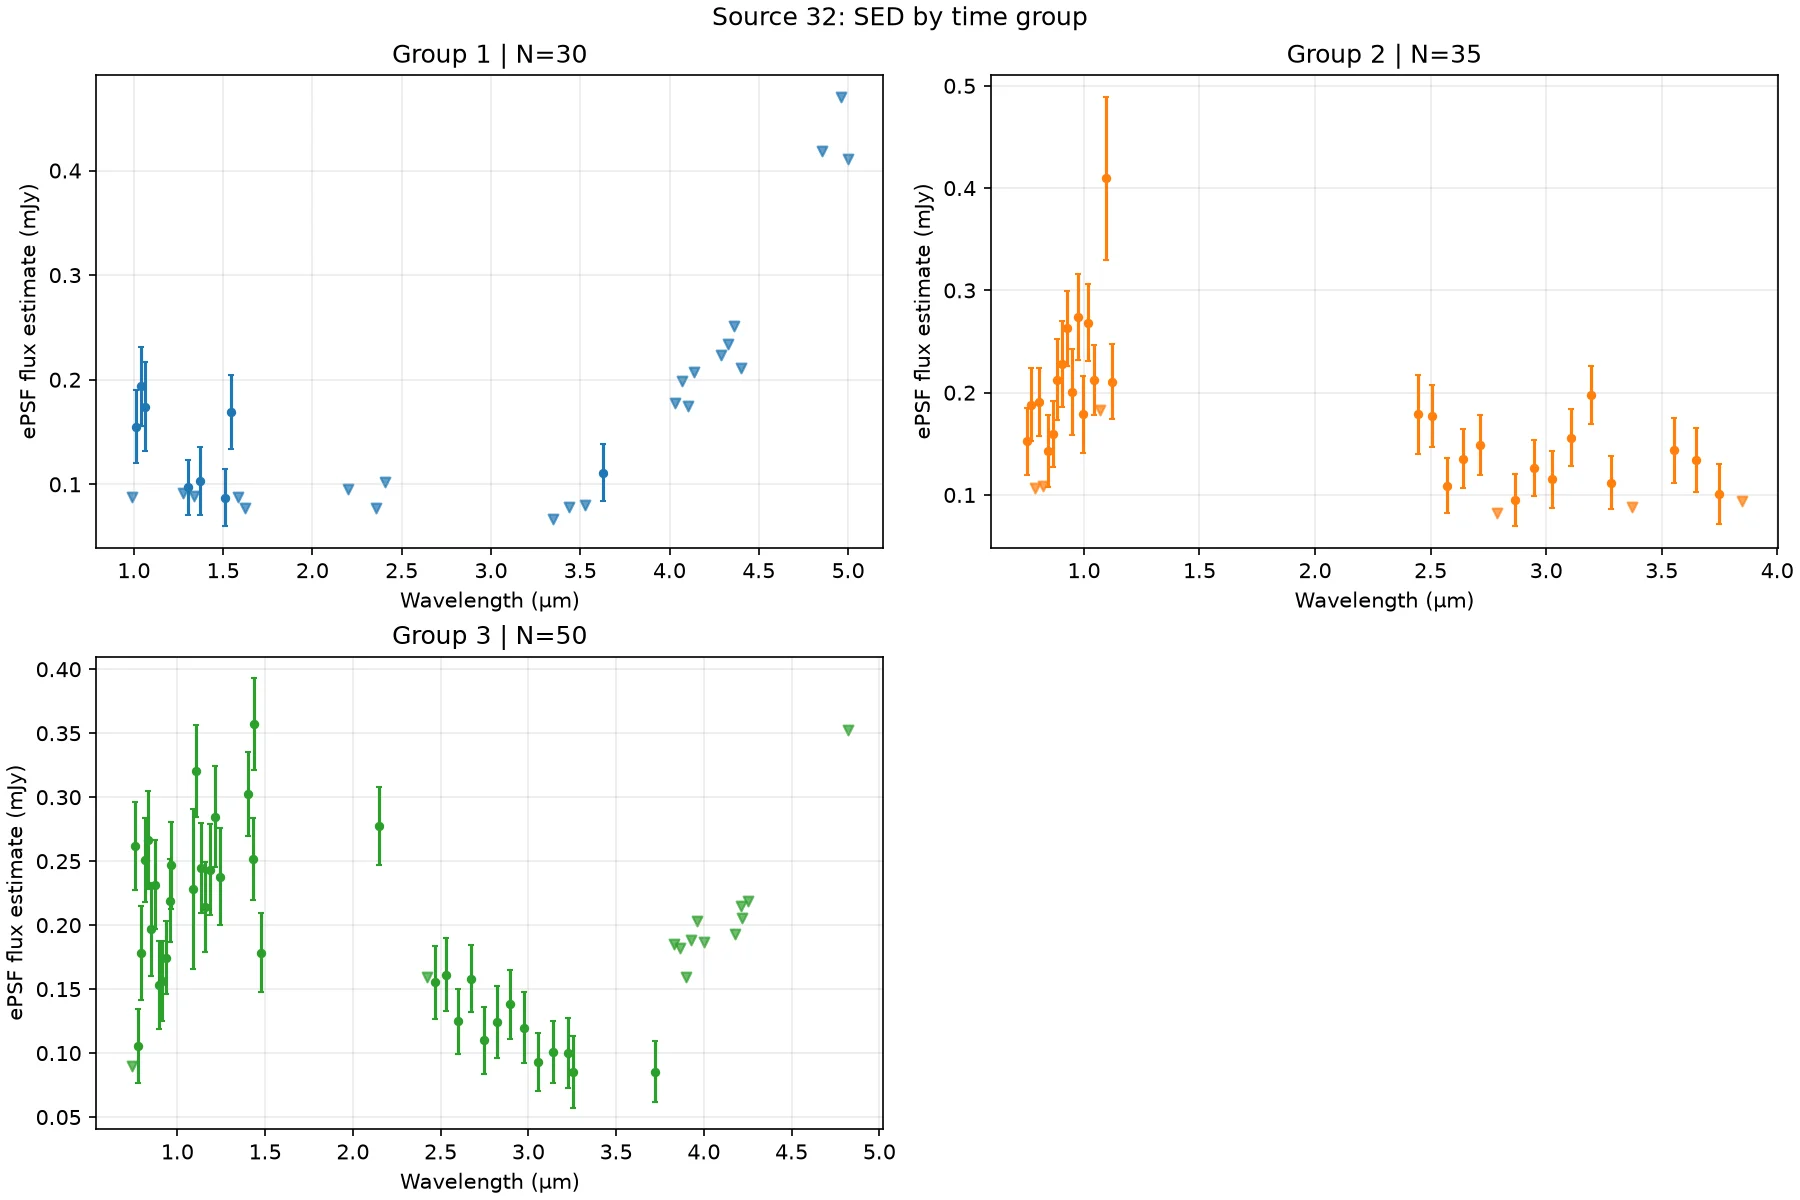 Source 32: SED by time group
Group 1 | N=30
ePSF flux estimate (mJy)
0.4
0.3
0.2
0.1
1.0 1.5 2.0 2.5 3.0 3.5 4.0 4.5 5.0
Wavelength (µm)
Group 2 | N=35
ePSF flux estimate (mJy)
0.5
0.4
0.3
0.2
0.1
1.0 1.5 2.0 2.5 3.0 3.5 4.0
Wavelength (µm)
Group 3 | N=50
ePSF flux estimate (mJy)
0.40
0.35
0.30
0.25
0.20
0.15
0.10
0.05
1.0 1.5 2.0 2.5 3.0 3.5 4.0 4.5 5.0
Wavelength (µm)